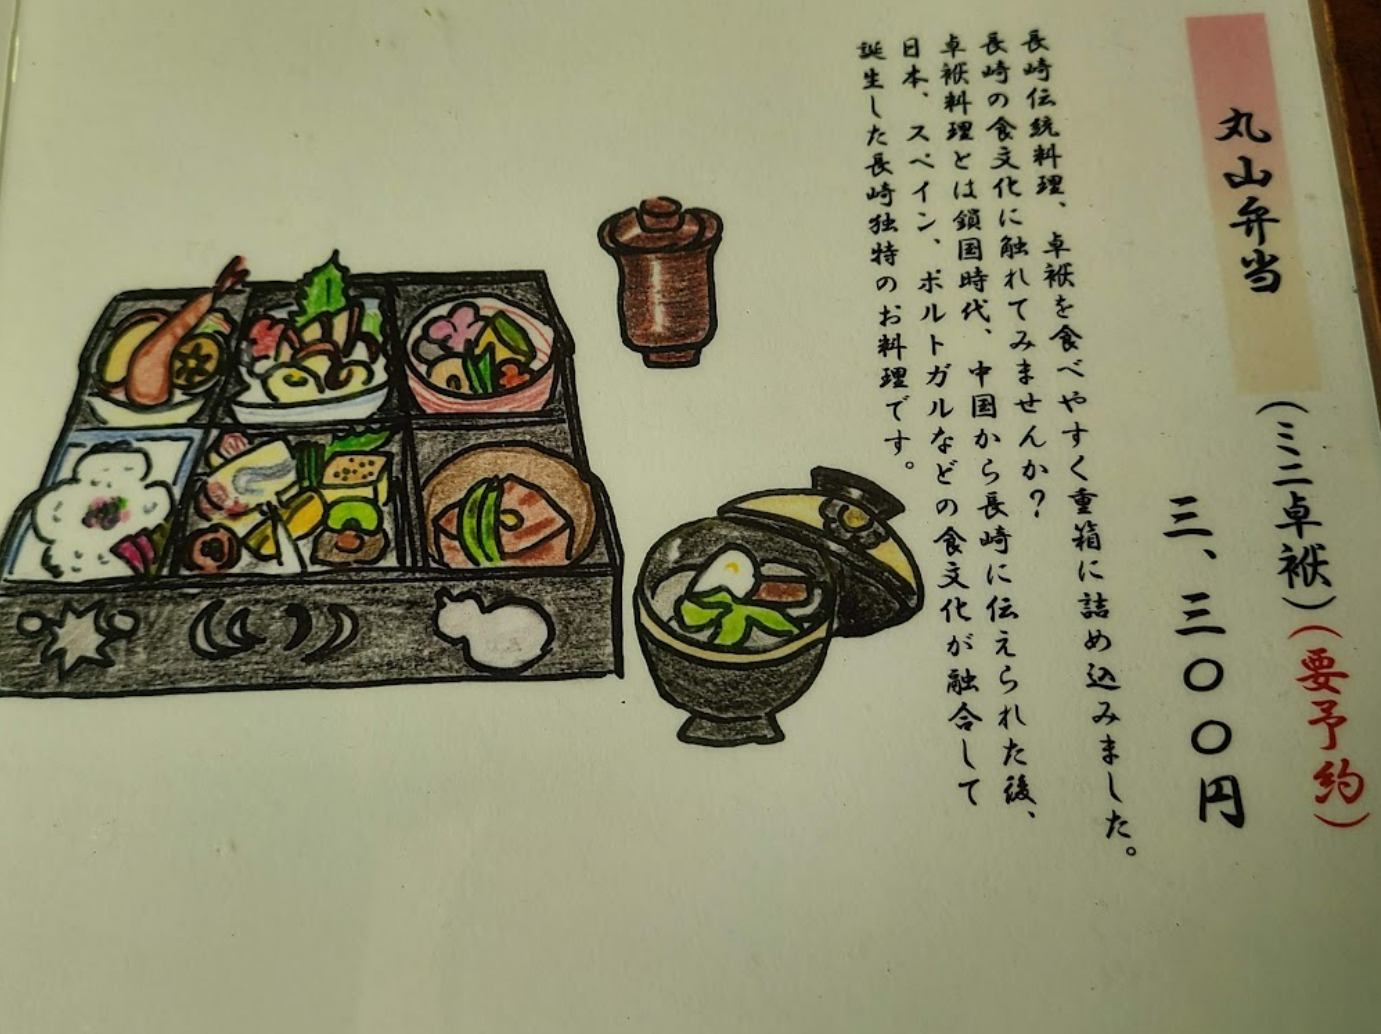 丸山弁当（ミニ卓袱）（要予約）
三、三〇〇円
長崎伝統料理、卓袱を食べやすく重箱に詰め込みました。
長崎の食文化に触れてみませんか？
卓袱料理とは鎖国時代、中国から長崎に伝えられた後、
日本、スペイン、ポルトガルなどの食文化が融合して
誕生した長崎独特のお料理です。